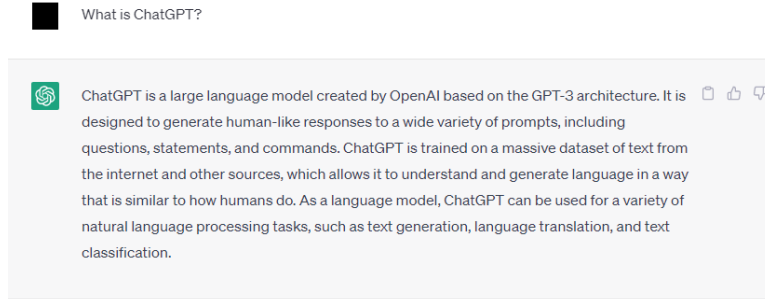 What is ChatGPT?
ChatGPT is a large language model created by OpenAI based on the GPT-3 architecture. It is
designed to generate human-like responses to a wide variety of prompts, including
questions, statements, and commands. ChatGPT is trained on a massive dataset of text from
the internet and other sources, which allows it to understand and generate language in a way
that is similar to how humans do. As a language model, ChatGPT can be used for a variety of
natural language processing tasks, such as text generation, language translation, and text
classification.